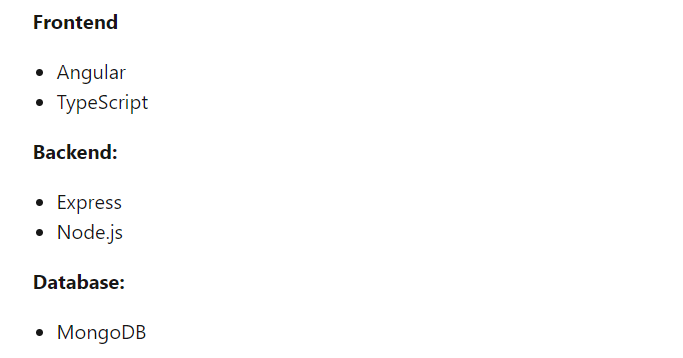 Frontend
• Angular
• TypeScript
Backend:
• Express
• Node.js
Database:
• MongoDB